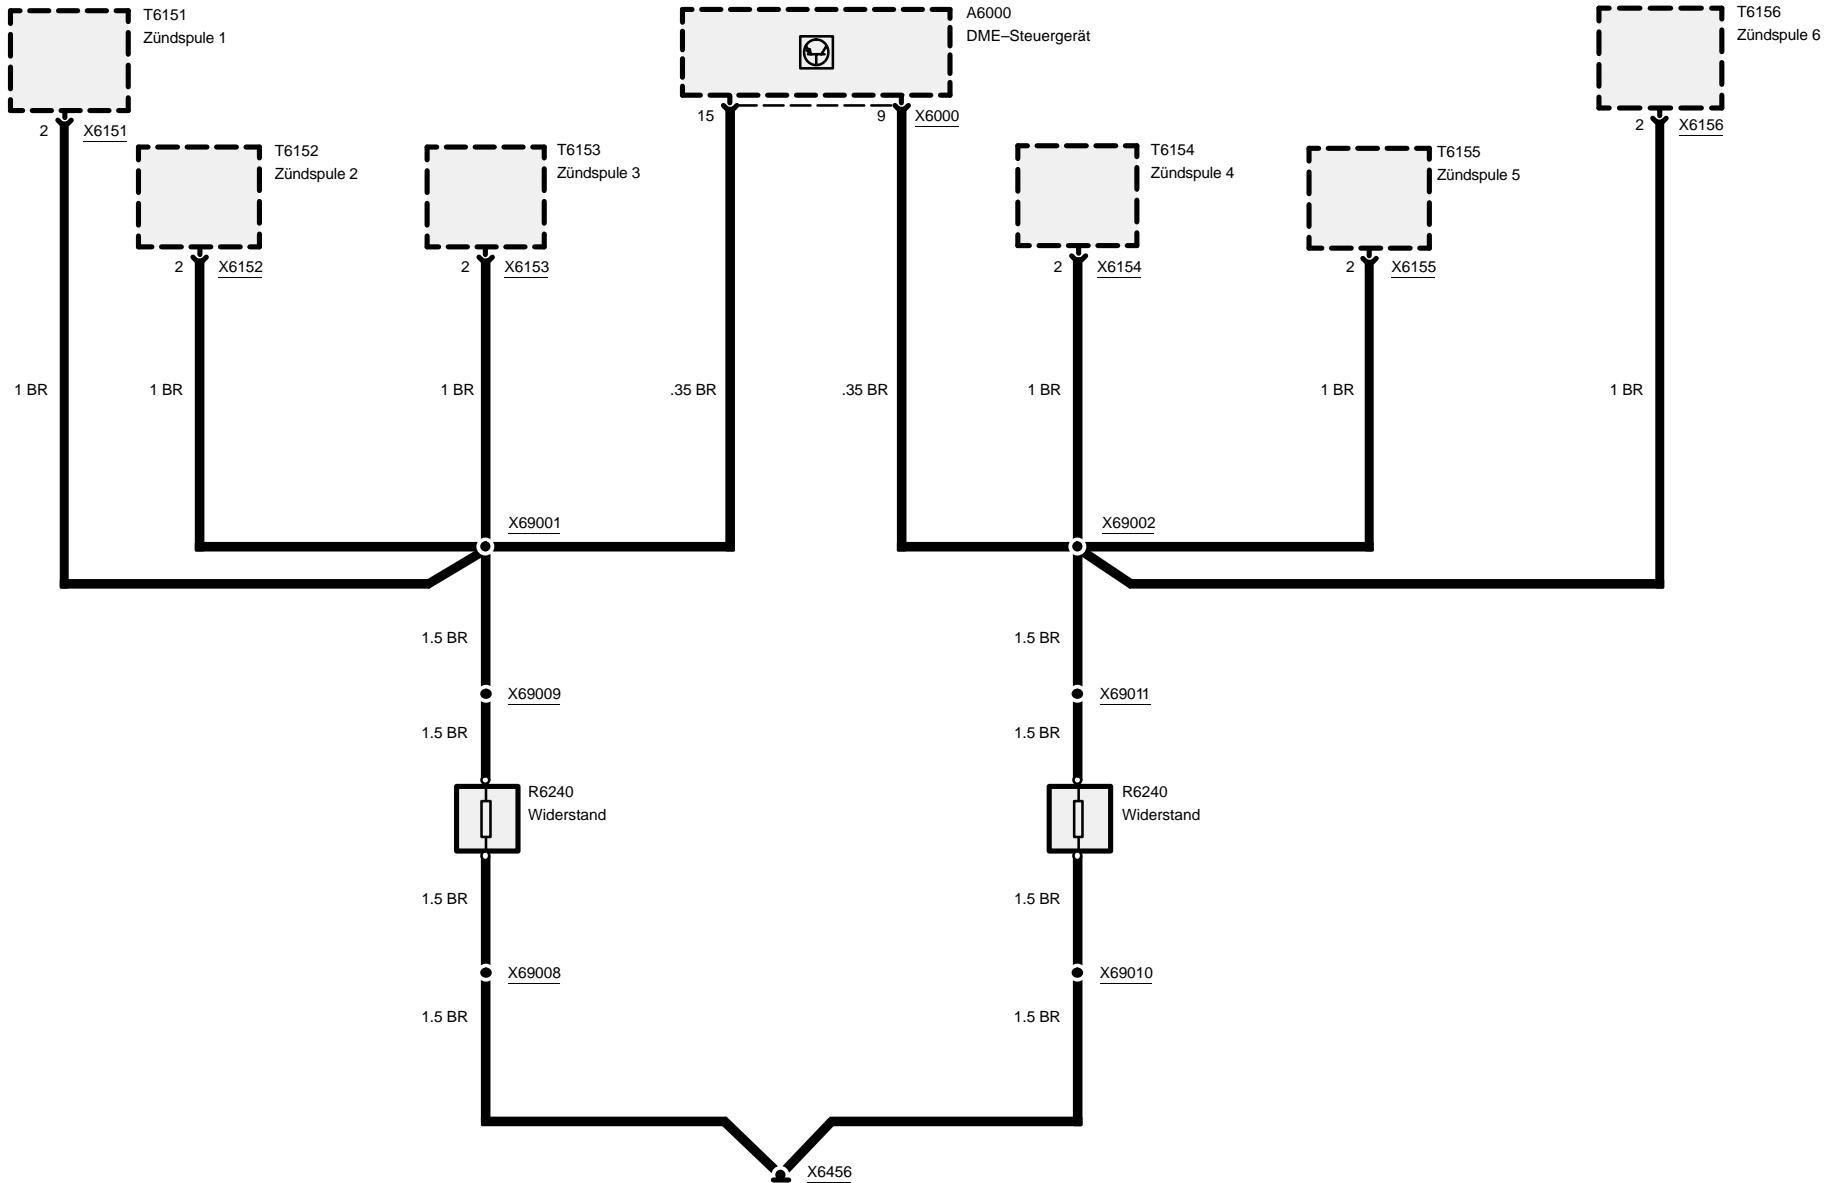 T6151
Zündspule 1
A6000
DME–Steuergerät
T6156
Zündspule 6
2 X6151
15
9 X6000
2 X6156
T6152
Zündspule 2
T6153
Zündspule 3
T6154
Zündspule 4
T6155
Zündspule 5
2 X6152
2 X6153
2 X6154
2 X6155
1 BR
1 BR
1 BR
.35 BR
.35 BR
1 BR
1 BR
1 BR
X69001
X69002
1.5 BR
1.5 BR
X69009
X69011
1.5 BR
1.5 BR
R6240
Widerstand
R6240
Widerstand
1.5 BR
1.5 BR
X69008
X69010
1.5 BR
1.5 BR
X6456